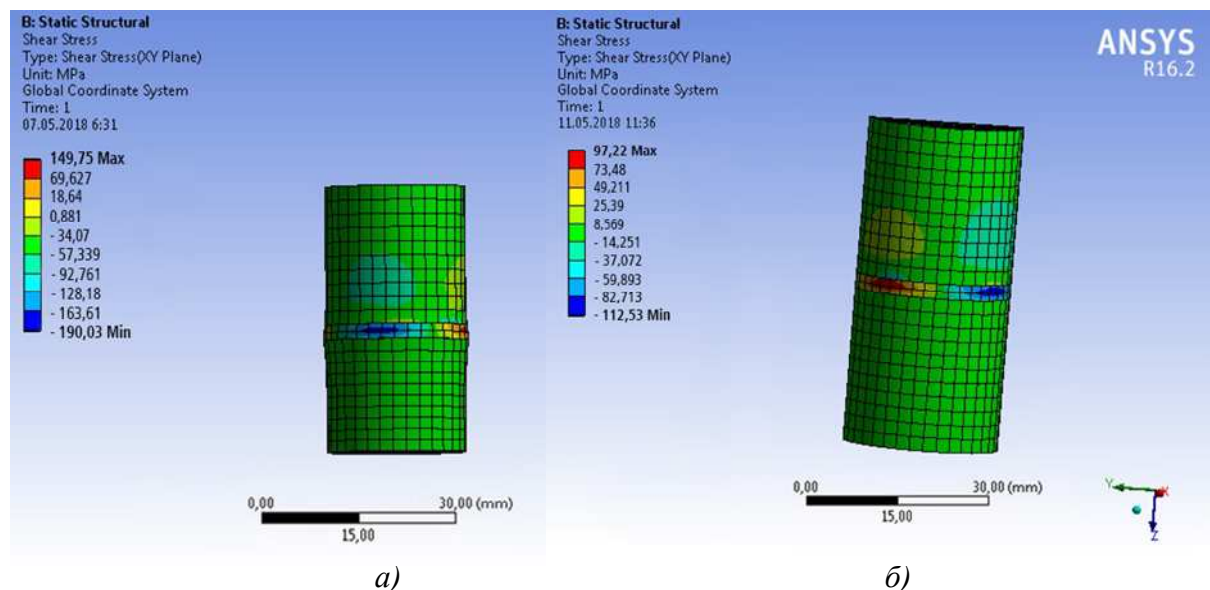 B: Static Structural
Shear Stress
Type: Shear Stress(XY Plane)
Unit: MPa
Global Coordinate System
Time: 1
07.05.2018 6:31
149,75 Max
69,627
18,64
0,881
- 34,07
- 57,339
- 92,761
- 128,18
- 163,61
- 190,03 Min
0,00
30,00 (mm)
15,00
а)
B: Static Structural
Shear Stress
Type: Shear Stress(XY Plane)
Unit: MPa
Global Coordinate System
Time: 1
11.05.2018 11:36
ANSYS
R16.2
97,22 Max
73,48
49,211
25,39
8,569
- 14,251
- 37,072
- 59,893
- 82,713
- 112,53 Min
0,00
30,00 (mm)
15,00
Y
X
Z
б)